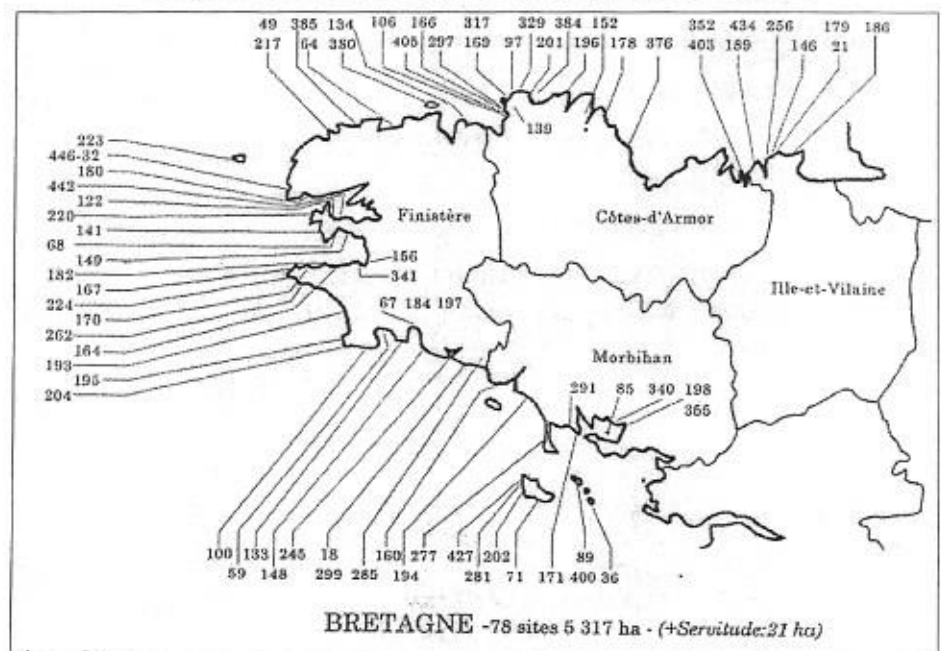 49 385 134 106 166 317 329 384 152 352 434 256 179 186
217 64 380 405 297 169 97 201 196 178 376 403 189 146 21
139
223
446-32
180
442
122
220
141
68
149
182
167
224
170
262
164
193
195
204
Finistère
Côtes-d'Armor
Ille-et-Vilaine
Morbihan
156
341
67 184 197
291 85 340 198
365
100 133 245 18 160 277 427 202 89
59 148 299 285 194 281 71 171 400 36
BRETAGNE -78 sites 5 317 ha - (+Servitude:21 ha)